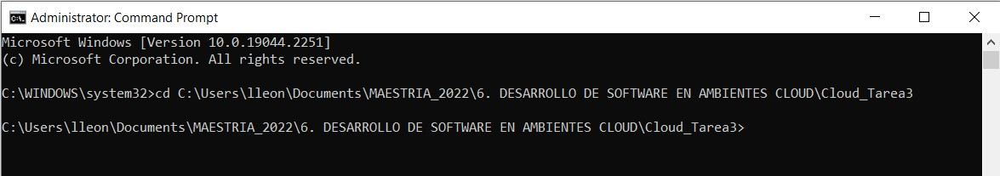 Administrator: Command Prompt
Microsoft Windows [Version 10.0.19044.2251]
(c) Microsoft Corporation. All rights reserved.
C:\WINDOWS\system32>cd C:\Users\lleon\Documents\MAESTRIA_2022\6. DESARROLLO DE SOFTWARE EN AMBIENTES CLOUD\Cloud_Tarea3
C:\Users\lleon\Documents\MAESTRIA_2022\6. DESARROLLO DE SOFTWARE EN AMBIENTES CLOUD\Cloud_Tarea3>